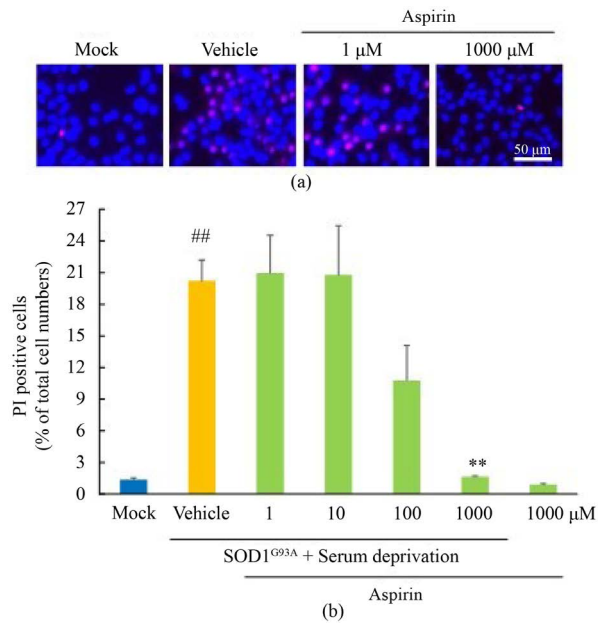 Aspirin
Mock Vehicle 1 μM 1000 μM
50 μm
(a)
27
24
21
18
15
12
9
6
3
0
PI positive cells
(% of total cell numbers)
##
**
Mock Vehicle 1 10 100 1000 1000 μM
SOD1ᴳ⁹³ᴬ + Serum deprivation
Aspirin
(b)